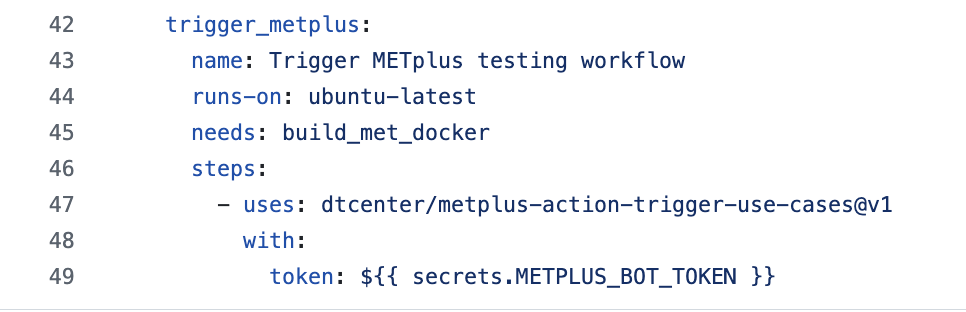 42 trigger_metplus:
43 name: Trigger METplus testing workflow
44 runs-on: ubuntu-latest
45 needs: build_met_docker
46 steps:
47 - uses: dtcenter/metplus-action-trigger-use-cases@v1
48 with:
49 token: ${{ secrets.METPLUS_BOT_TOKEN }}